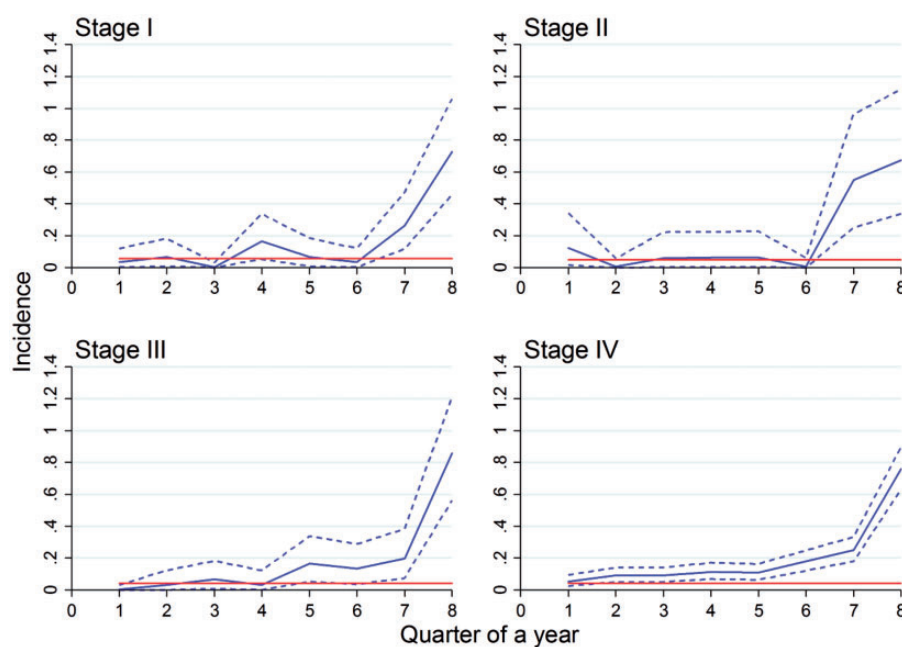 Stage I
Stage II
0 .2 .4 .6 .8 1 1.2 1.4
0 1 2 3 4 5 6 7 8
0 .2 .4 .6 .8 1 1.2 1.4
0 1 2 3 4 5 6 7 8
Incidence
Stage III
Stage IV
0 .2 .4 .6 .8 1 1.2 1.4
0 1 2 3 4 5 6 7 8
0 .2 .4 .6 .8 1 1.2 1.4
0 1 2 3 4 5 6 7 8
Quarter of a year